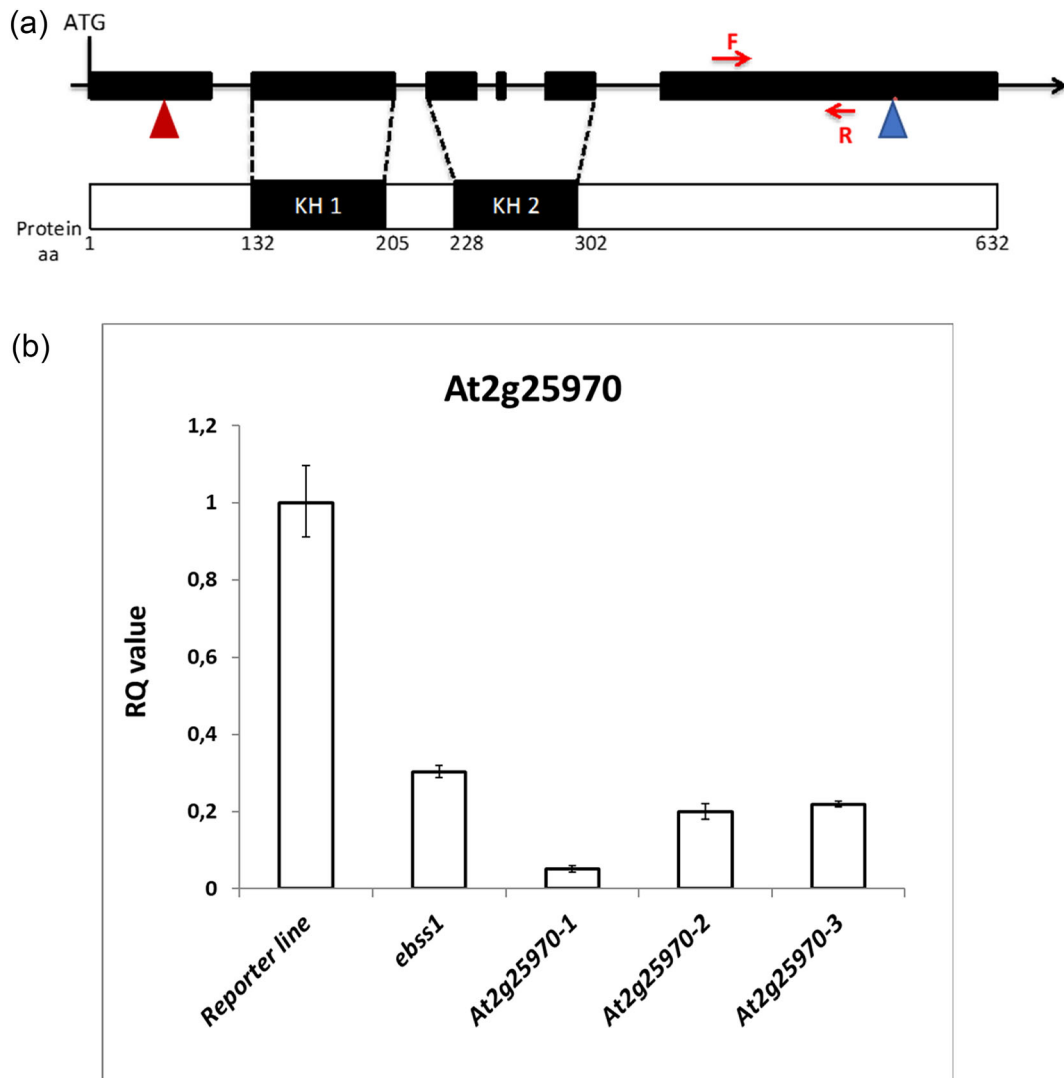 (a)
ATG
F
R
KH 1
KH 2
Protein
aa
1
132
205
228
302
632
(b)
At2g25970
RQ value
1,2
1
0,8
0,6
0,4
0,2
0
Reporter line
ebss1
At2g25970-1
At2g25970-2
At2g25970-3